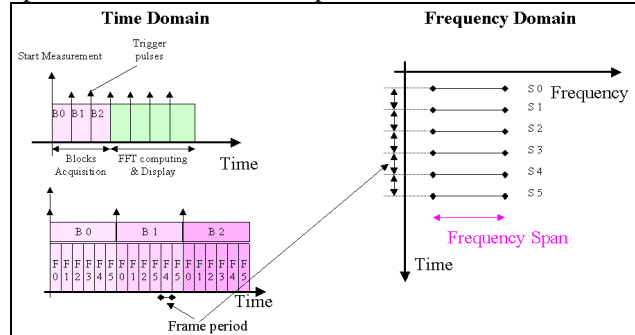 Time Domain
Frequency Domain
Trigger
pulses
Start Measurement
B0 B1 B2
Blocks
Acquisition
FFT computing
& Display
Time
Frequency
S 0
S 1
S 2
S 3
S 4
S 5
Frequency Span
Time
B 0 B 1 B 2
F F F F F F F F F F F F F F F F F F
0 1 2 3 4 5 0 1 2 3 4 5 0 1 2 3 4 5
Time
Frame period